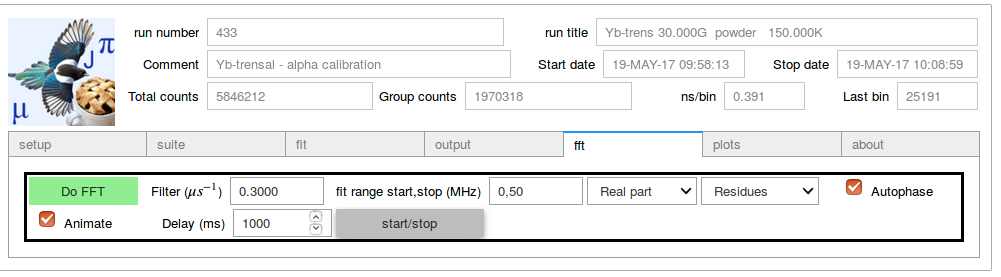 run number 433 run title Yb-trens 30.000G powder 150.000K
π
J
μ
Comment Yb-trensal - alpha calibration Start date 19-MAY-17 09:58:13 Stop date 19-MAY-17 10:08:59
Total counts 5846212 Group counts 1970318 ns/bin 0.391 Last bin 25191
setup suite fit output fft plots about
Do FFT Filter (μs⁻¹) 0.3000 fit range start,stop (MHz) 0,50 Real part Residues Autophase
Animate Delay (ms) 1000 start/stop